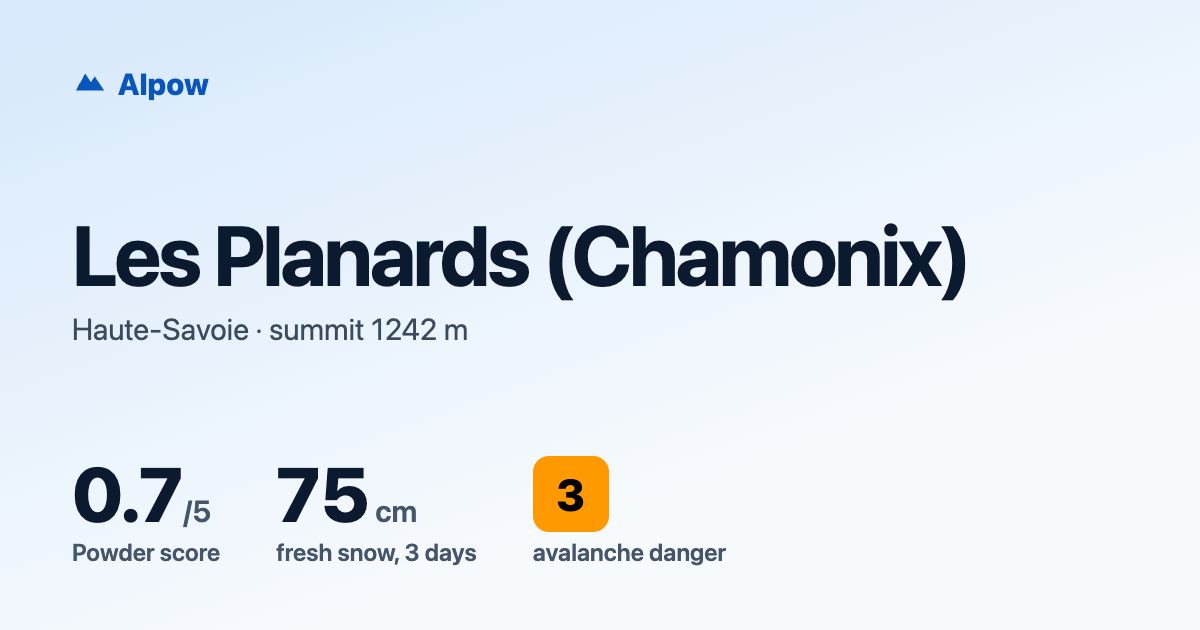 Alpow
Les Planards (Chamonix)
Haute-Savoie · summit 1242 m
0.7/5 75 cm 3
Powder score fresh snow, 3 days avalanche danger